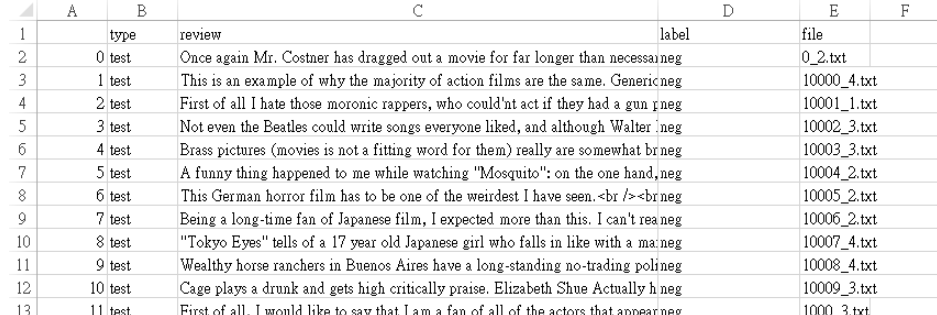 A B C D E F
1 type review label file
2 0 test Once again Mr. Costner has dragged out a movie for far longer than necessa neg 0_2.txt
3 1 test This is an example of why the majority of action films are the same. Generic neg 10000_4.txt
4 2 test First of all I hate those moronic rappers, who could'nt act if they had a gun p neg 10001_1.txt
5 3 test Not even the Beatles could write songs everyone liked, and although Walter neg 10002_3.txt
6 4 test Brass pictures (movies is not a fitting word for them) really are somewhat br neg 10003_3.txt
7 5 test A funny thing happened to me while watching "Mosquito": on the one hand, neg 10004_2.txt
8 6 test This German horror film has to be one of the weirdest I have seen.<br /><br neg 10005_2.txt
9 7 test Being a long-time fan of Japanese film, I expected more than this. I can't rea neg 10006_2.txt
10 8 test "Tokyo Eyes" tells of a 17 year old Japanese girl who falls in like with a ma neg 10007_4.txt
11 9 test Wealthy horse ranchers in Buenos Aires have a long-standing no-trading poli neg 10008_4.txt
12 10 test Cage plays a drunk and gets high critically praise. Elizabeth Shue Actually h neg 10009_3.txt
13 11 test First of all, I would like to say that I am a fan of all of the actors that appear neg 1000_3.txt